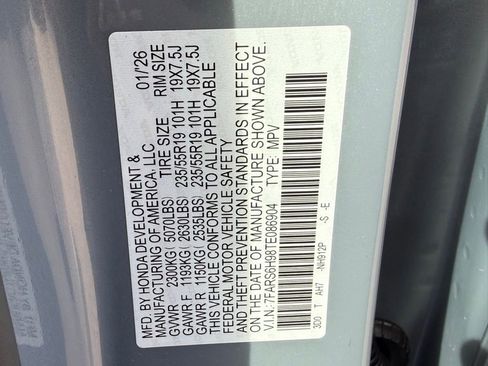 MFD. BY HONDA DEVELOPMENT & 01/'26
MANUFACTURING OF AMERICA, LLC
TIRE SIZE RIM SIZE
GVWR 2300KG( 5070LBS) 235/55R19 101H 19X7.5J
GAWR F 1193KG( 2630LBS) 235/55R19 101H 19X7.5J
GAWR R 1150KG( 2535LBS)
THIS VEHICLE CONFORMS TO ALL APPLICABLE
FEDERAL MOTOR VEHICLE SAFETY
AND THEFT PREVENTION STANDARDS IN EFFECT
ON THE DATE OF MANUFACTURE SHOWN ABOVE.
V.I.N.:7FARS6H98TE086904 TYPE: MPV
3D0 T AH7 -NH912P -S -E